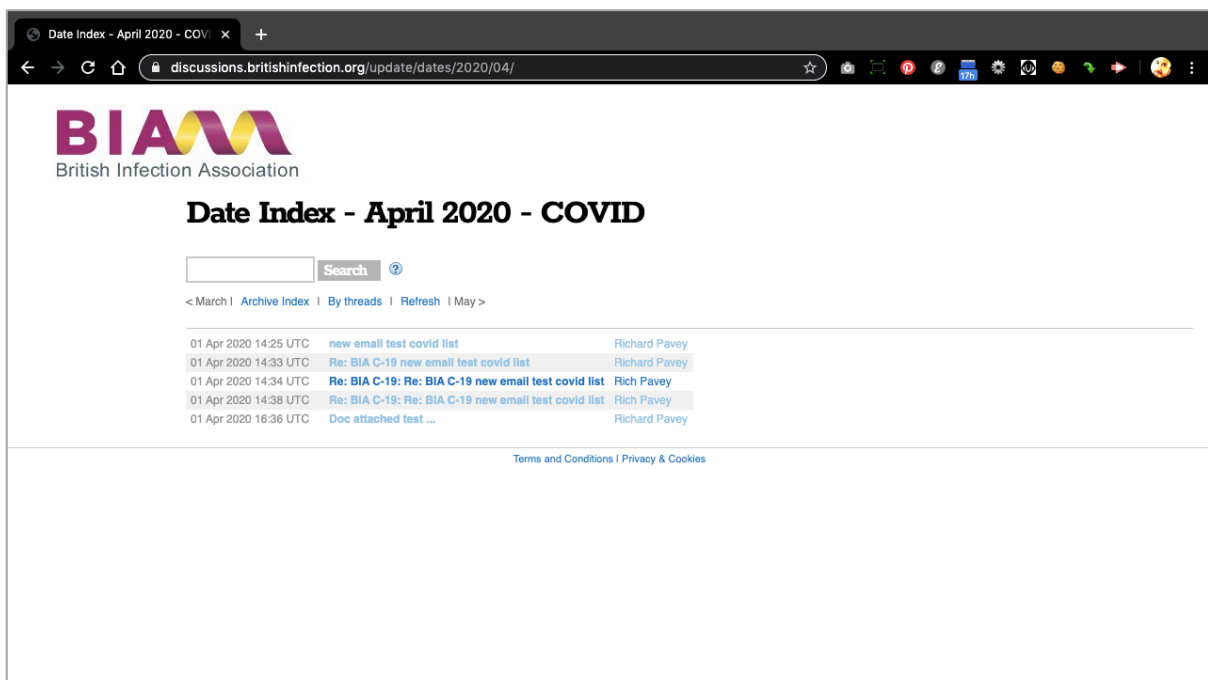 Date Index - April 2020 - COVI
discussions.britishinfection.org/update/dates/2020/04/
17h
BIA
British Infection Association
Date Index - April 2020 - COVID
Search ?
< March | Archive Index | By threads | Refresh | May >
01 Apr 2020 14:25 UTC new email test covid list Richard Pavey
01 Apr 2020 14:33 UTC Re: BIA C-19 new email test covid list Richard Pavey
01 Apr 2020 14:34 UTC Re: BIA C-19: Re: BIA C-19 new email test covid list Rich Pavey
01 Apr 2020 14:38 UTC Re: BIA C-19: Re: BIA C-19 new email test covid list Rich Pavey
01 Apr 2020 16:36 UTC Doc attached test ... Richard Pavey
Terms and Conditions | Privacy & Cookies